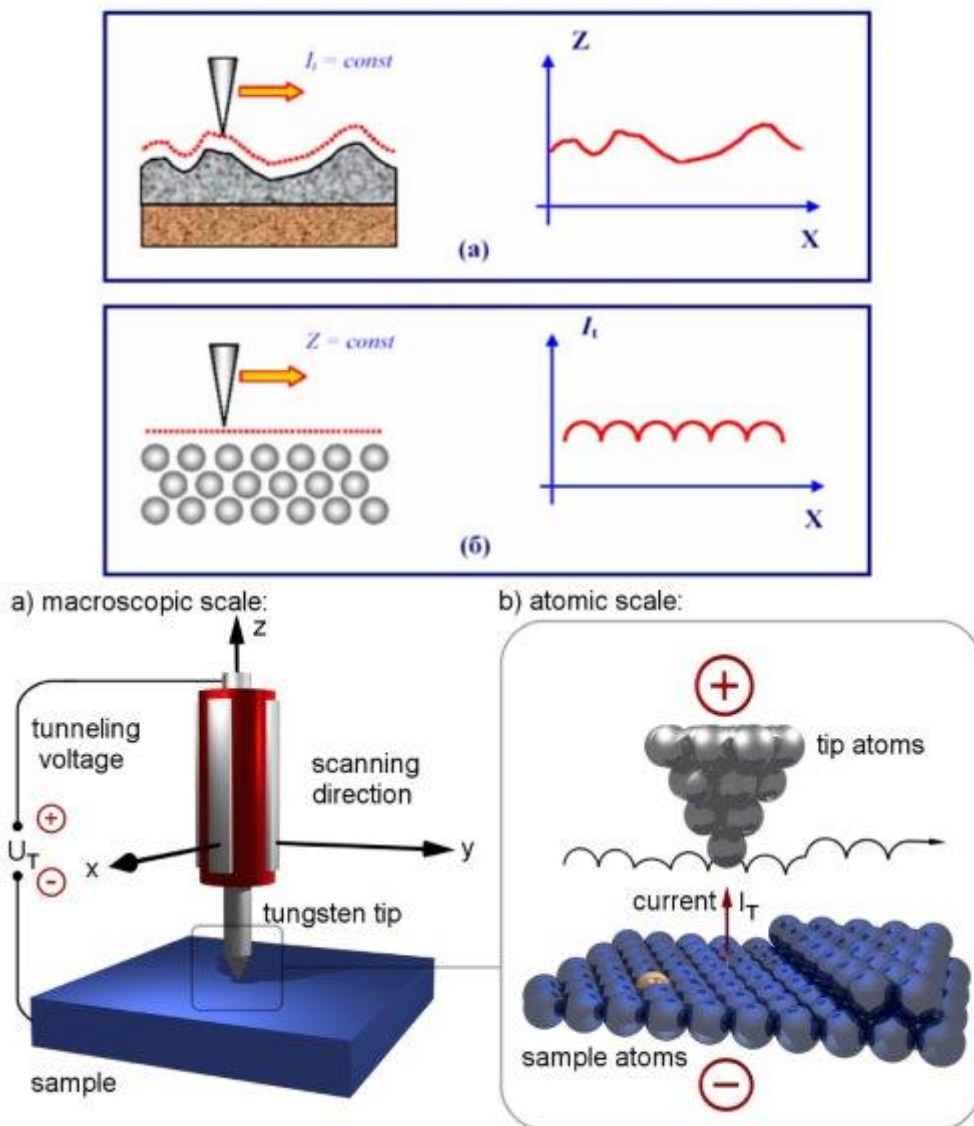 Z
I_t = const
X
(а)
I_t
Z = const
X
(б)
a) macroscopic scale:
b) atomic scale:
z
+
tunneling
voltage
tip atoms
scanning
direction
+
U_T
−
x
y
current
I_T
tungsten tip
sample atoms
sample
−